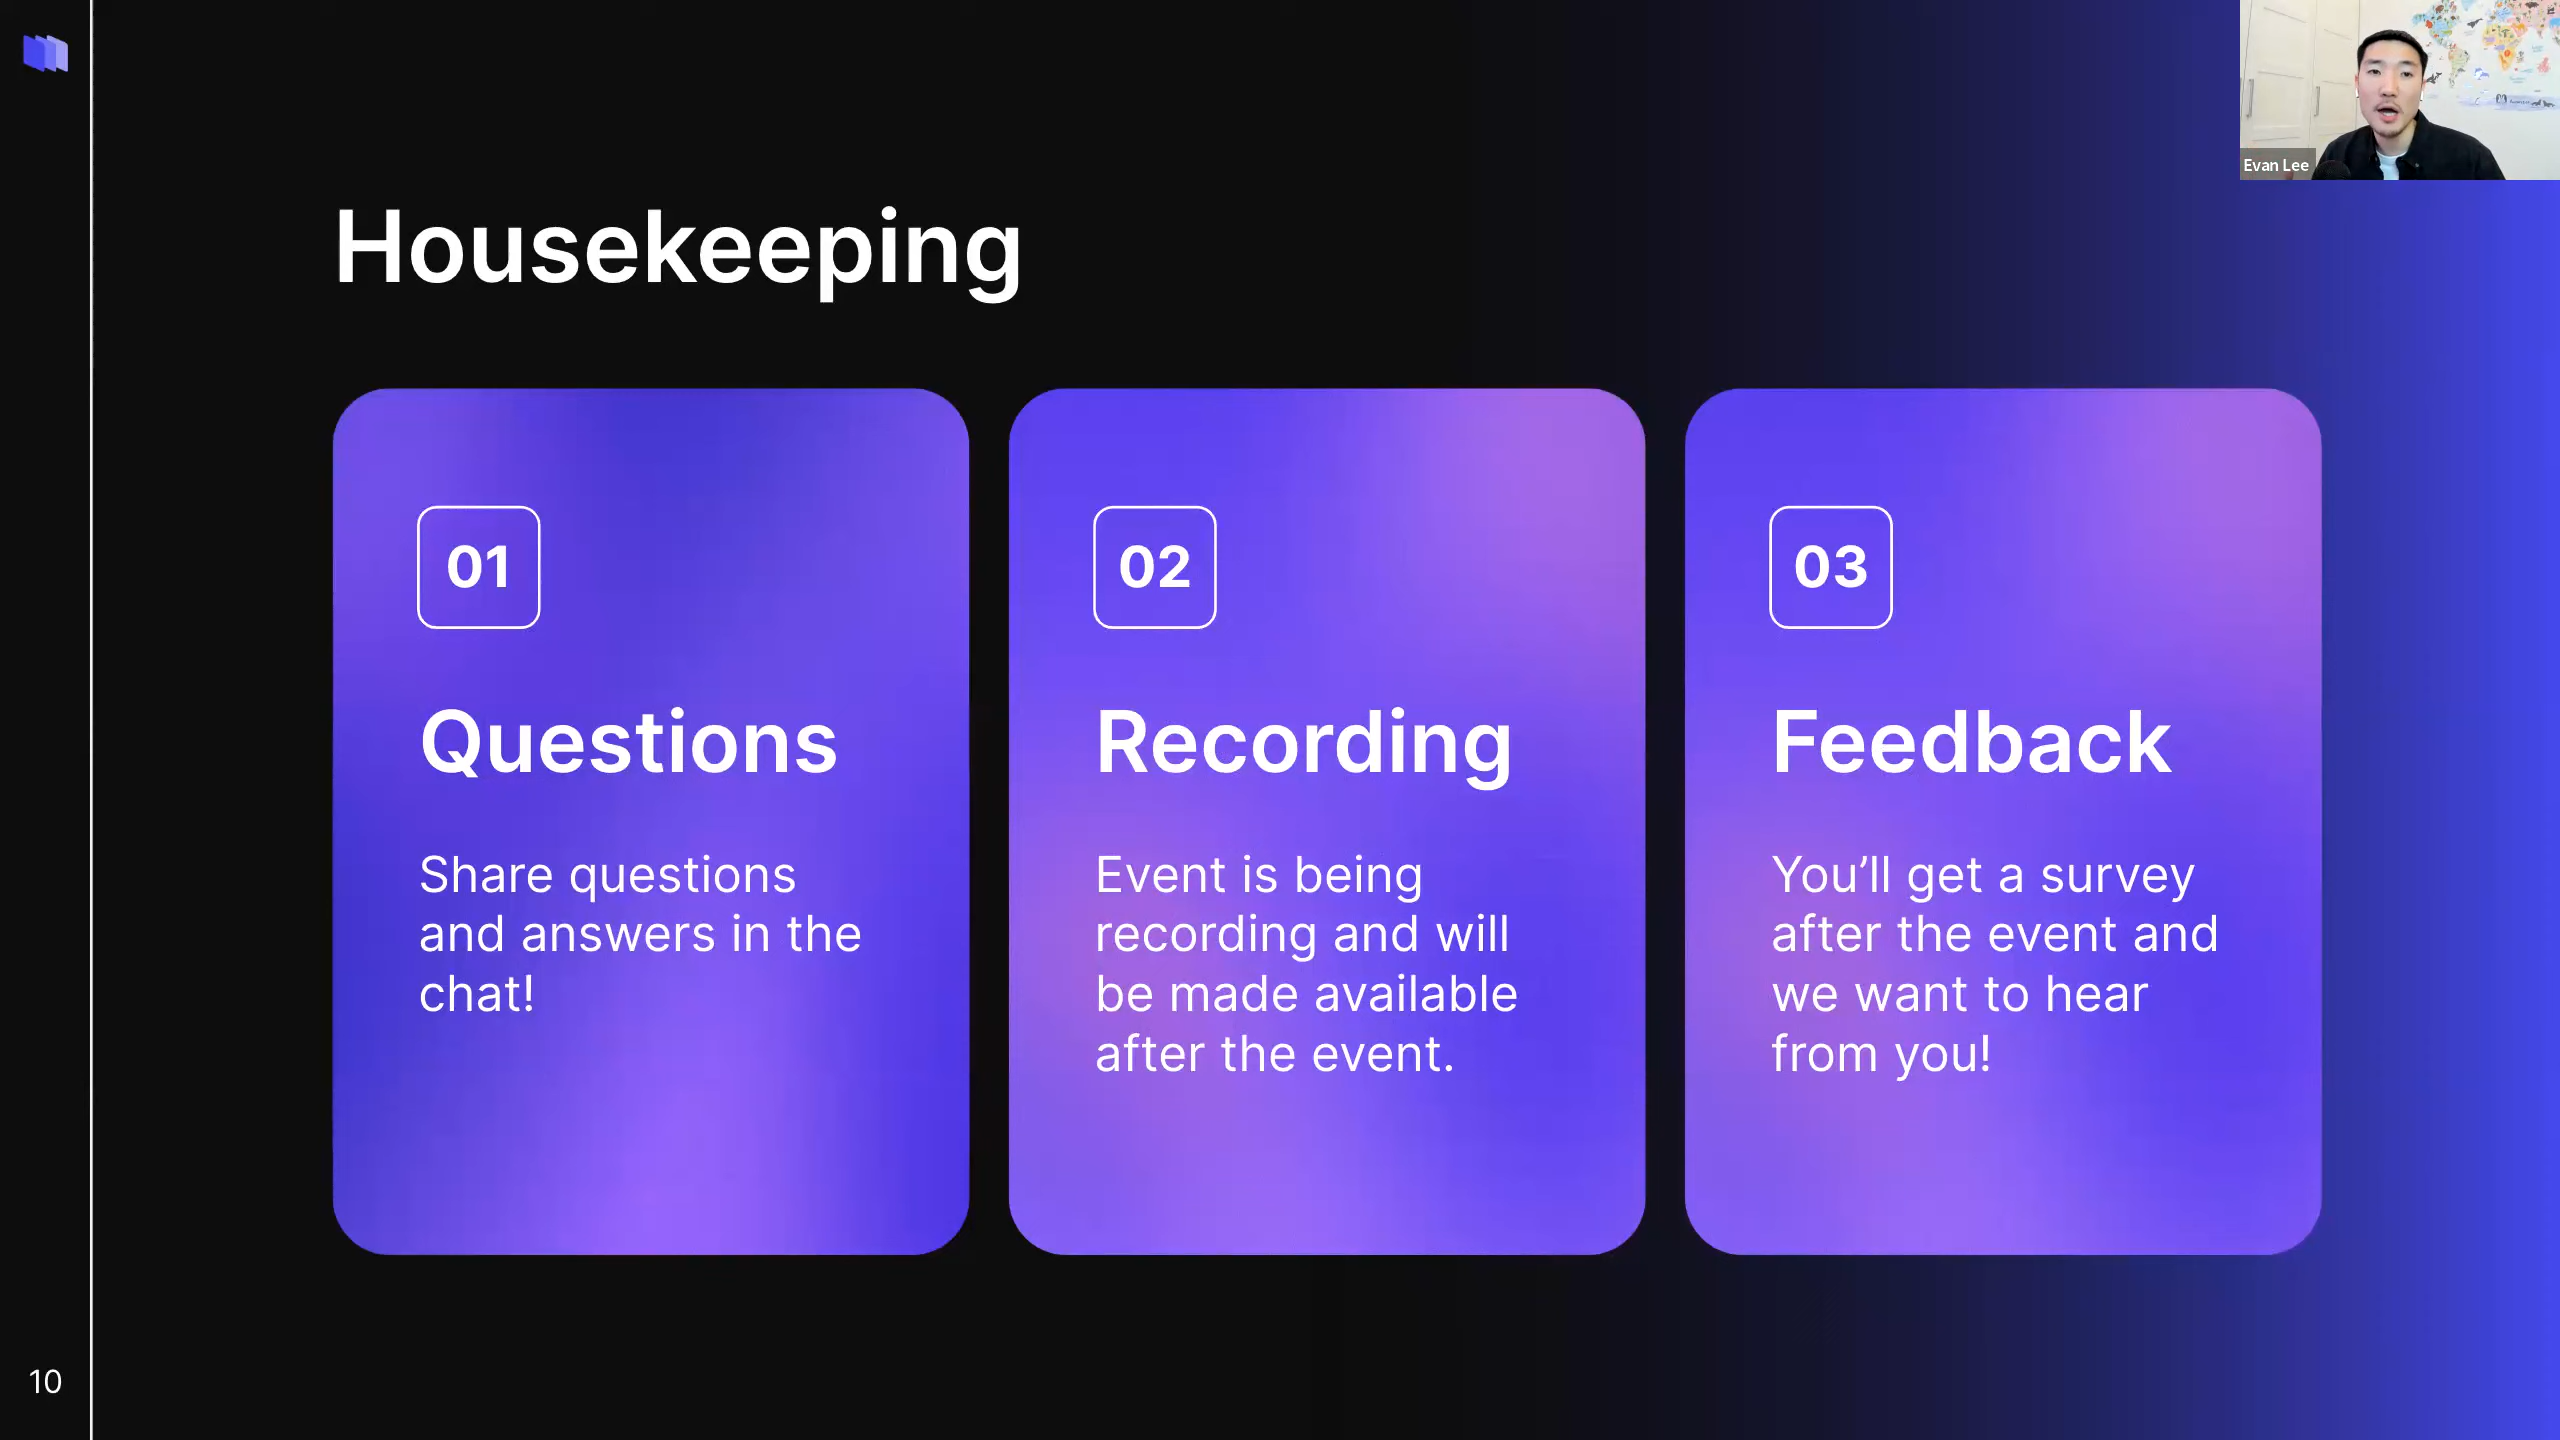 Evan Lee
Housekeeping
01
Questions
Share questions
and answers in the
chat!
02
Recording
Event is being
recording and will
be made available
after the event.
03
Feedback
You’ll get a survey
after the event and
we want to hear
from you!
10